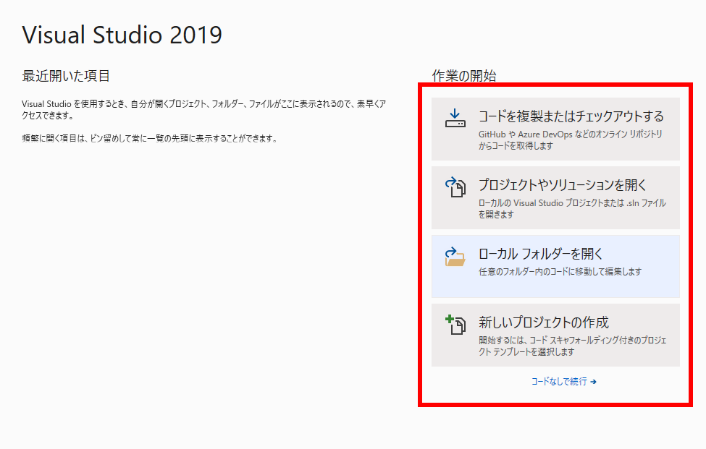 Visual Studio 2019
最近開いた項目
Visual Studio を使用するとき、自分が開くプロジェクト、フォルダー、ファイルがここに表示されるので、素早くア
クセスできます。
頻繁に開く項目は、ピン留めして常に一覧の先頭に表示することができます。
作業の開始
コードを複製またはチェックアウトする
GitHub や Azure DevOps などのオンライン リポジトリ
からコードを取得します
プロジェクトやソリューションを開く
ローカルの Visual Studio プロジェクトまたは .sln ファイル
を開きます
ローカル フォルダーを開く
任意のフォルダー内のコードに移動して編集します
新しいプロジェクトの作成
開始するには、コード スキャフォールディング付きのプロジェ
クト テンプレートを選択します
コードなしで続行 →